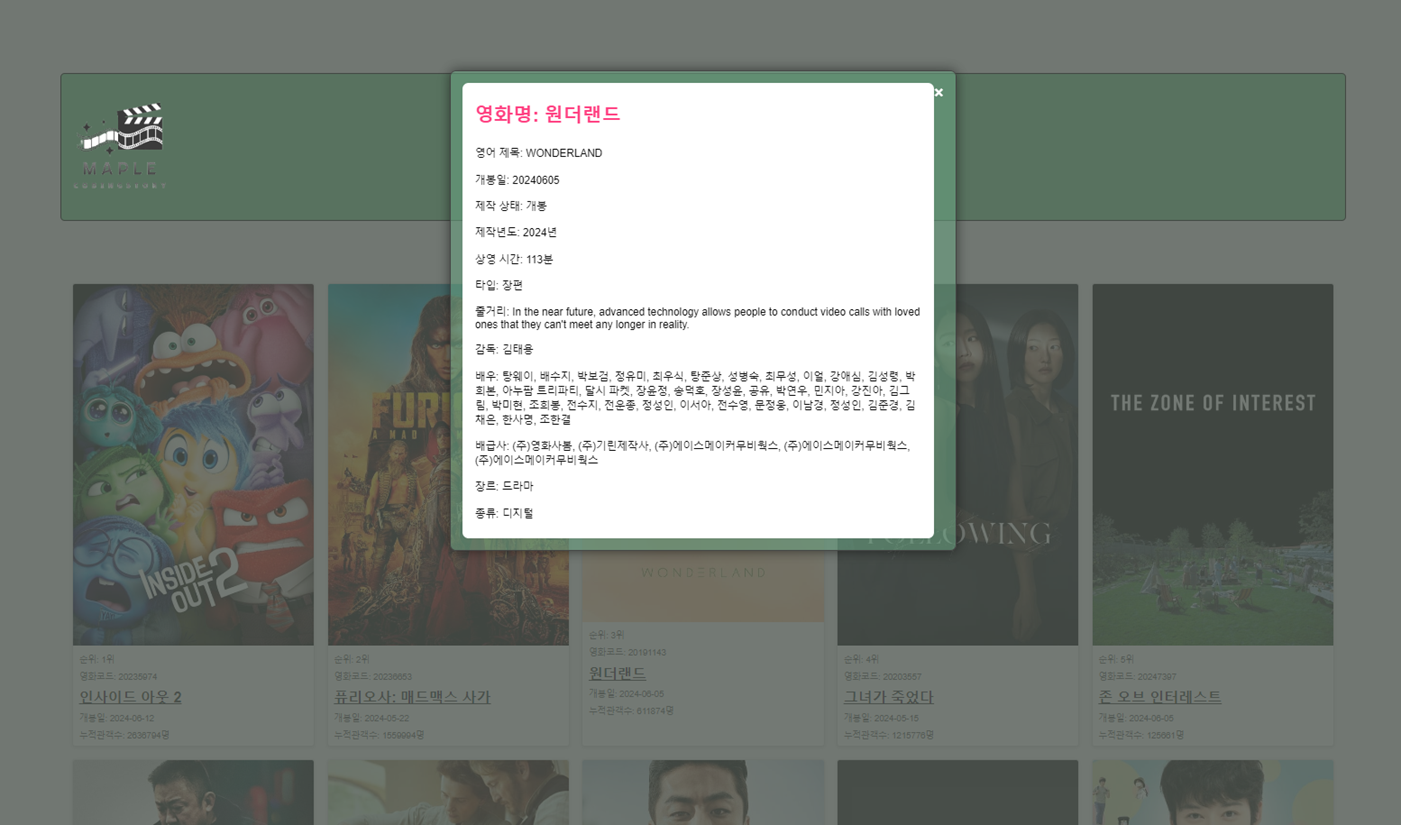 MAPLE
×
영화명: 원더랜드
영어 제목: WONDERLAND
개봉일: 20240605
제작 상태: 개봉
제작년도: 2024년
상영 시간: 113분
타입: 장편
줄거리: In the near future, advanced technology allows people to conduct video calls with loved
ones that they can't meet any longer in reality.
감독: 김태용
배우: 탕웨이, 배수지, 박보검, 정유미, 최우식, 탕준상, 성병숙, 최무성, 이얼, 강애심, 김성령, 박
희본, 아누팜 트리파티, 달시 파켓, 장윤정, 송덕호, 장성윤, 공유, 박연우, 민지아, 강진아, 김그
림, 박미현, 조희봉, 전수지, 전운종, 정성인, 이서아, 전수영, 문정웅, 이남경, 정성인, 김준경, 김
채은, 한사명, 조한결
배급사: (주)영화사봄, (주)기린제작사, (주)에이스메이커무비웍스, (주)에이스메이커무비웍스,
(주)에이스메이커무비웍스
장르: 드라마
종류: 디지털
INSIDE
OUT 2
FURI
A MAD
WONDERLAND
FOLLOWING
THE ZONE OF INTEREST
순위: 1위
영화코드: 20235974
인사이드 아웃 2
개봉일: 2024-06-12
누적관객수: 2638794명
순위: 2위
영화코드: 20236653
퓨리오사: 매드맥스 사가
개봉일: 2024-05-22
누적관객수: 1559994명
순위: 3위
영화코드: 20191143
원더랜드
개봉일: 2024-06-05
누적관객수: 611874명
순위: 4위
영화코드: 20203557
그녀가 죽었다
개봉일: 2024-05-15
누적관객수: 1215776명
순위: 5위
영화코드: 20247397
존 오브 인터레스트
개봉일: 2024-06-05
누적관객수: 125661명